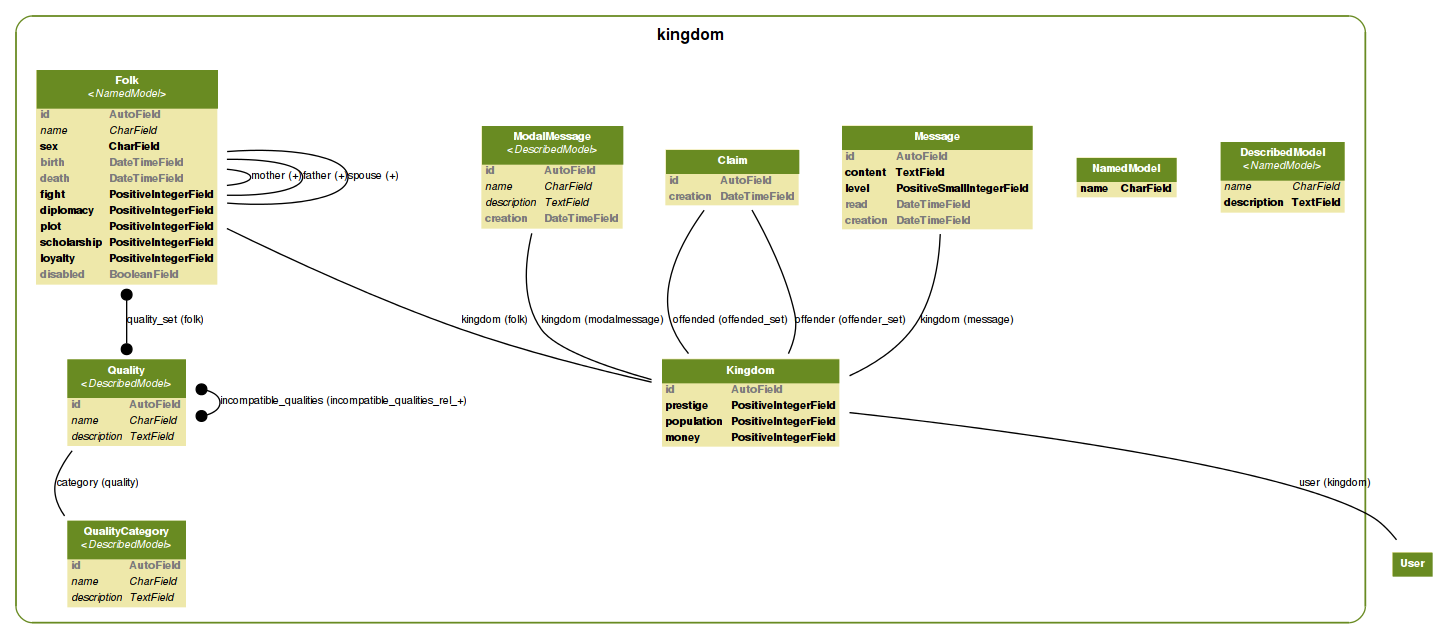 kingdom
Folk
<NamedModel>
id AutoField
name CharField
sex CharField
birth DateTimeField
death DateTimeField
fight PositiveIntegerField
diplomacy PositiveIntegerField
plot PositiveIntegerField
scholarship PositiveIntegerField
loyalty PositiveIntegerField
disabled BooleanField
mother (+)
father (+)
spouse (+)
ModalMessage
<DescribedModel>
id AutoField
name CharField
description TextField
creation DateTimeField
Claim
id AutoField
creation DateTimeField
Message
id AutoField
content TextField
level PositiveSmallIntegerField
read DateTimeField
creation DateTimeField
NamedModel
name CharField
DescribedModel
<NamedModel>
name CharField
description TextField
quality_set (folk)
kingdom (folk)
kingdom (modalmessage)
offended (offended_set)
offender (offender_set)
kingdom (message)
Quality
<DescribedModel>
id AutoField
name CharField
description TextField
incompatible_qualities (incompatible_qualities_rel_+)
Kingdom
id AutoField
prestige PositiveIntegerField
population PositiveIntegerField
money PositiveIntegerField
category (quality)
user (kingdom)
QualityCategory
<DescribedModel>
id AutoField
name CharField
description TextField
User